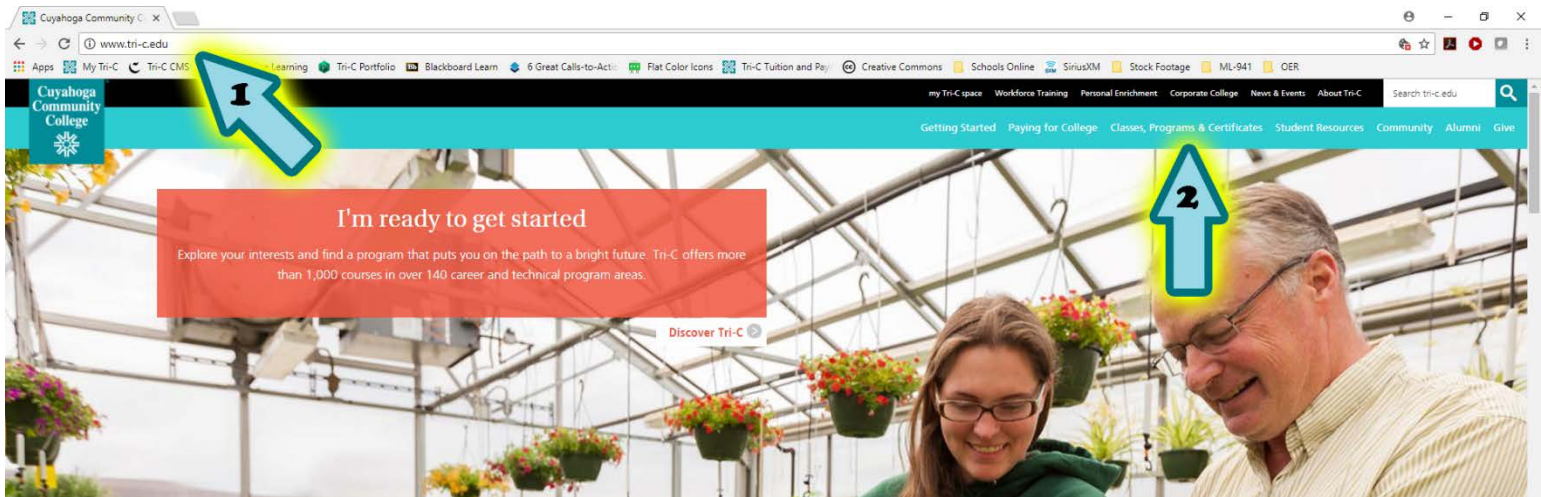 Cuyahoga Community C
www.tri-c.edu
Apps My Tri-C Tri-C CMS Learning Tri-C Portfolio Blackboard Learn 6 Great Calls-to-Actio Flat Color Icons Tri-C Tuition and Pay Creative Commons Schools Online SiriusXM Stock Footage ML-941 OER
1
Cuyahoga
Community
College
my Tri-C space Workforce Training Personal Enrichment Corporate College News & Events About Tri-C Search tri-c.edu
Getting Started Paying for College Classes, Programs & Certificates Student Resources Community Alumni Give
2
I'm ready to get started
Explore your interests and find a program that puts you on the path to a bright future. Tri-C offers more
than 1,000 courses in over 140 career and technical program areas.
Discover Tri-C